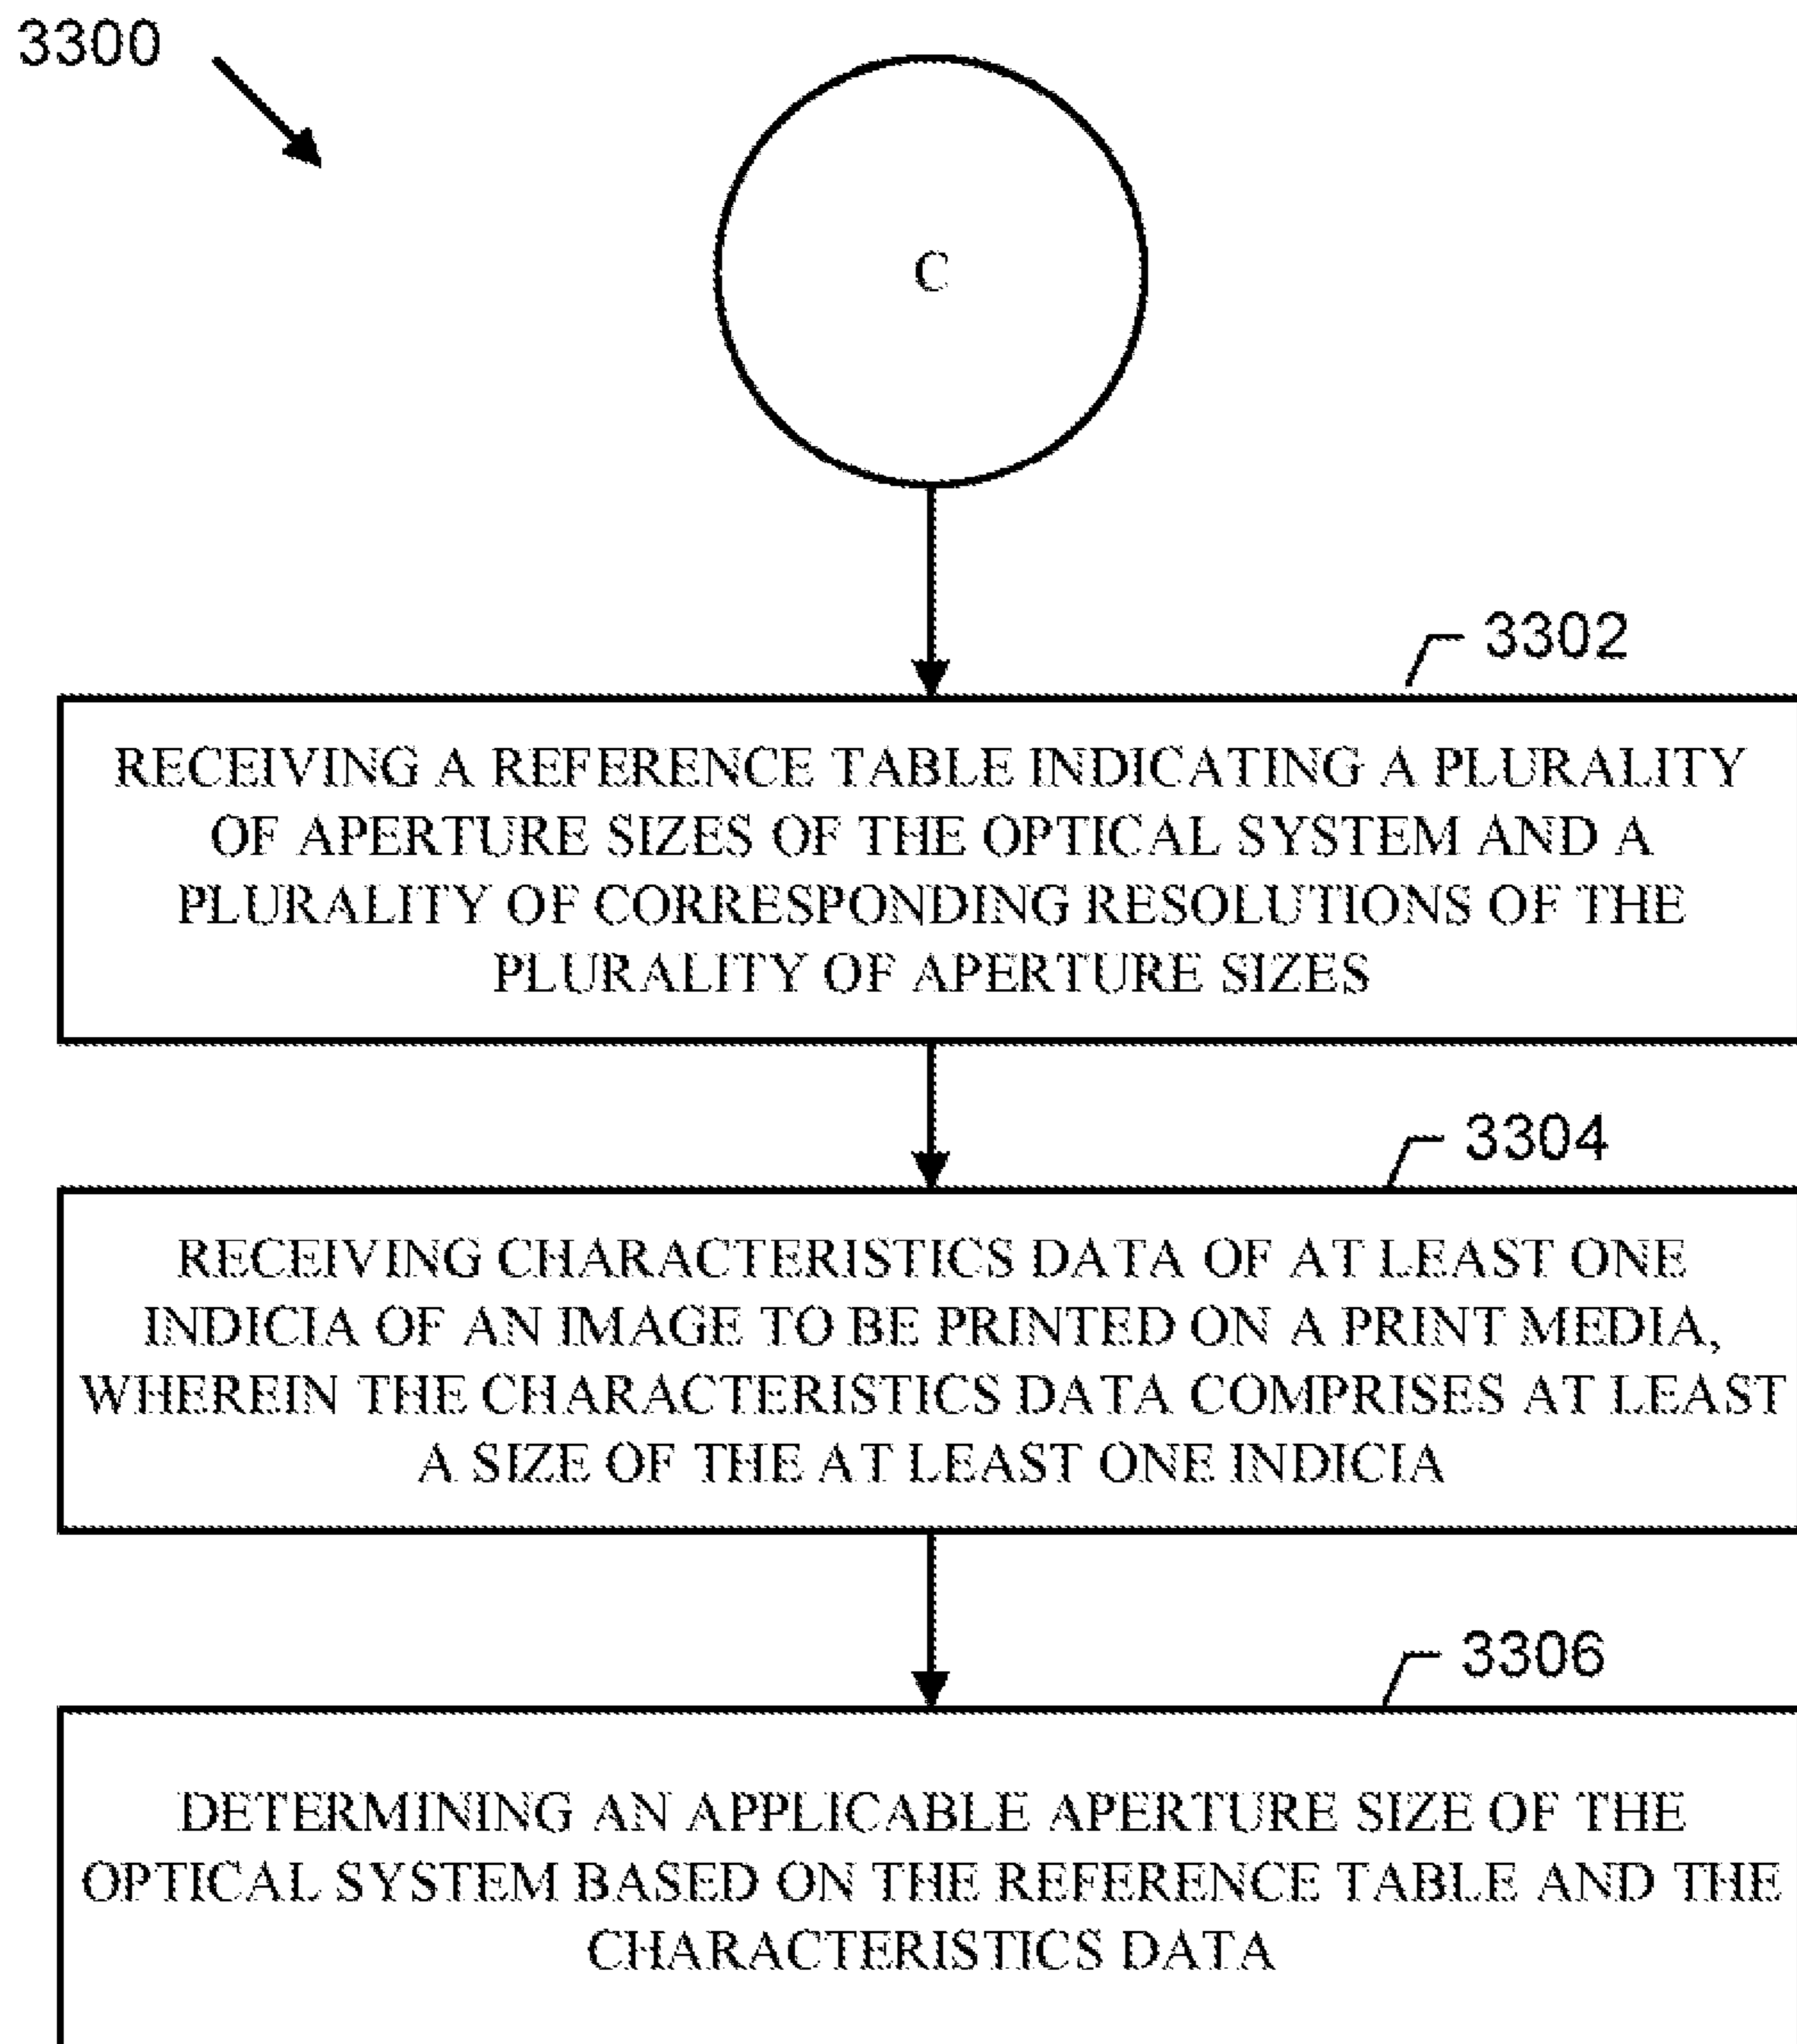 3300
C
3302
RECEIVING A REFERENCE TABLE INDICATING A PLURALITY
OF APERTURE SIZES OF THE OPTICAL SYSTEM AND A
PLURALITY OF CORRESPONDING RESOLUTIONS OF THE
PLURALITY OF APERTURE SIZES
3304
RECEIVING CHARACTERISTICS DATA OF AT LEAST ONE
INDICIA OF AN IMAGE TO BE PRINTED ON A PRINT MEDIA,
WHEREIN THE CHARACTERISTICS DATA COMPRISES AT LEAST
A SIZE OF THE AT LEAST ONE INDICIA
3306
DETERMINING AN APPLICABLE APERTURE SIZE OF THE
OPTICAL SYSTEM BASED ON THE REFERENCE TABLE AND THE
CHARACTERISTICS DATA